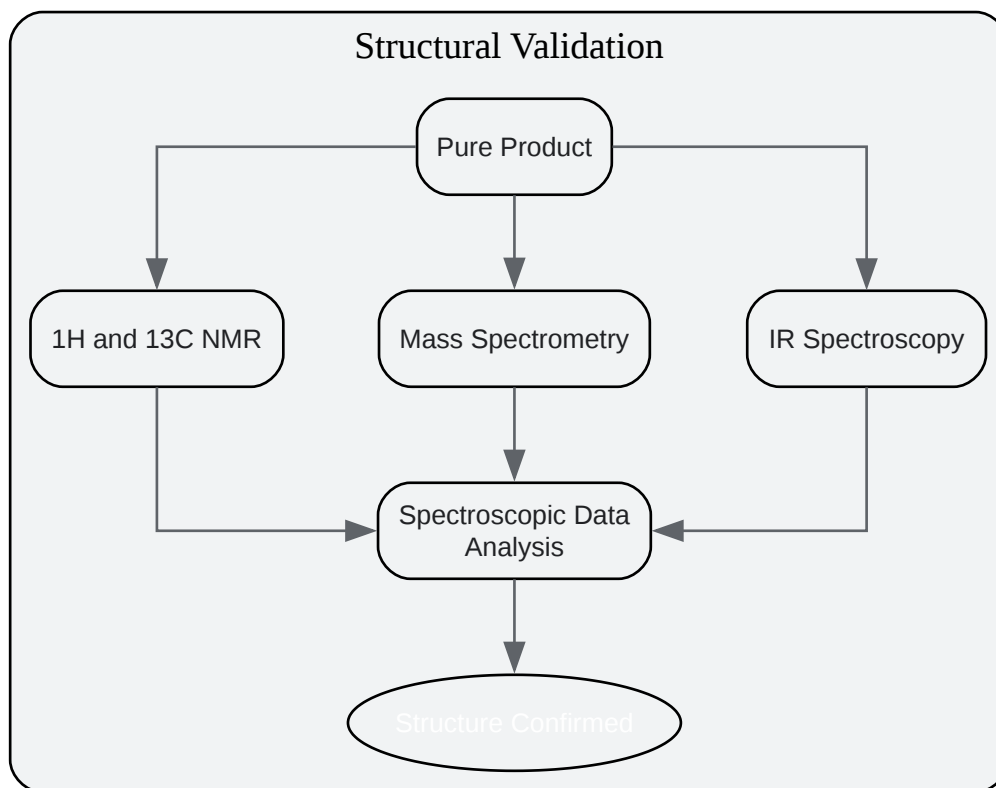 Structural Validation
Pure Product
1H and 13C NMR
Mass Spectrometry
IR Spectroscopy
Spectroscopic Data
Analysis
Structure Confirmed